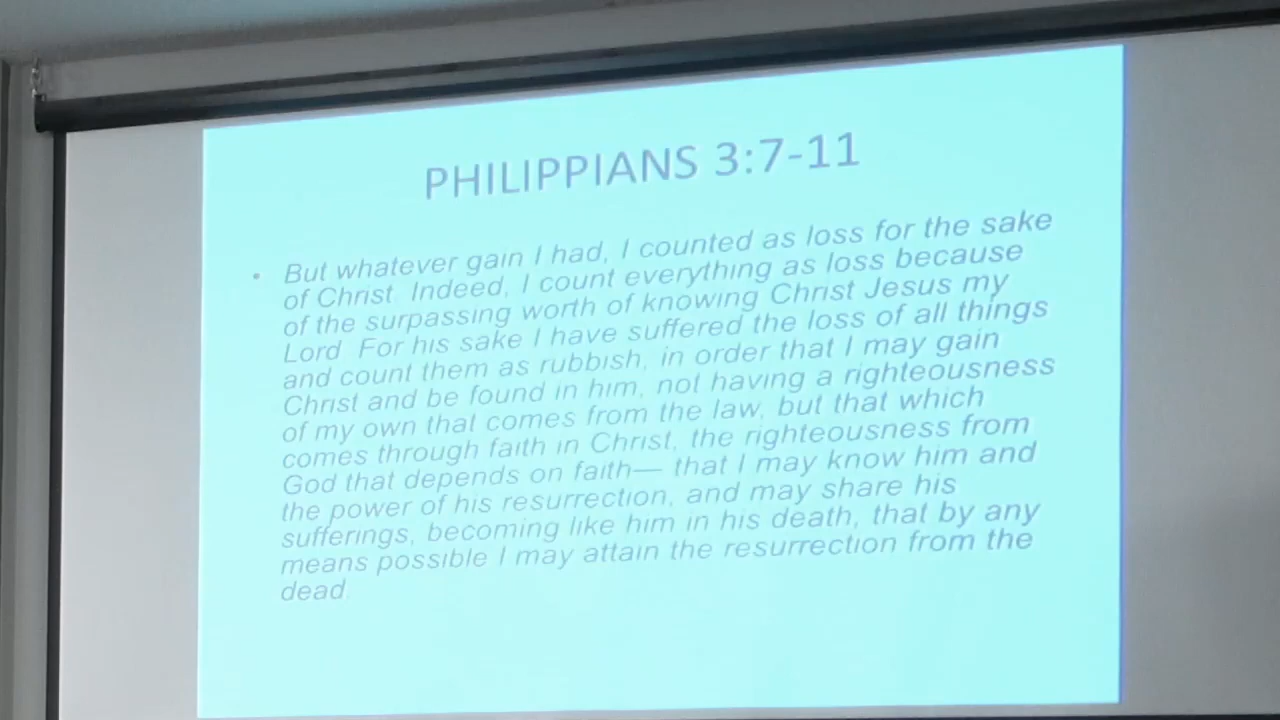 PHILIPPIANS 3:7-11
• But whatever gain I had, I counted as loss for the sake
of Christ. Indeed, I count everything as loss because
of the surpassing worth of knowing Christ Jesus my
Lord. For his sake I have suffered the loss of all things
and count them as rubbish, in order that I may gain
Christ and be found in him, not having a righteousness
of my own that comes from the law, but that which
comes through faith in Christ, the righteousness from
God that depends on faith— that I may know him and
the power of his resurrection, and may share his
sufferings, becoming like him in his death, that by any
means possible I may attain the resurrection from the
dead.